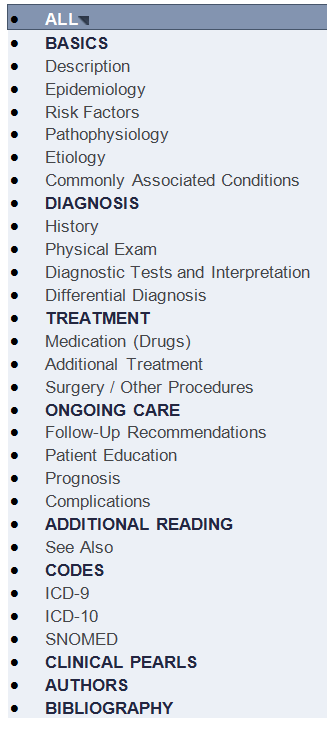 • ALL
• BASICS
• Description
• Epidemiology
• Risk Factors
• Pathophysiology
• Etiology
• Commonly Associated Conditions
• DIAGNOSIS
• History
• Physical Exam
• Diagnostic Tests and Interpretation
• Differential Diagnosis
• TREATMENT
• Medication (Drugs)
• Additional Treatment
• Surgery / Other Procedures
• ONGOING CARE
• Follow-Up Recommendations
• Patient Education
• Prognosis
• Complications
• ADDITIONAL READING
• See Also
• CODES
• ICD-9
• ICD-10
• SNOMED
• CLINICAL PEARLS
• AUTHORS
• BIBLIOGRAPHY